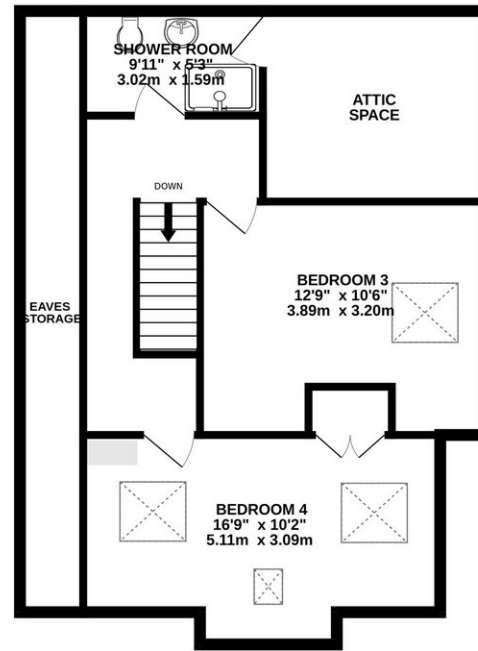 SHOWER ROOM
9'11" x 5'3"
3.02m x 1.59m
ATTIC
SPACE
DOWN
BEDROOM 3
12'9" x 10'6"
3.89m x 3.20m
EAVES
STORAGE
BEDROOM 4
16'9" x 10'2"
5.11m x 3.09m